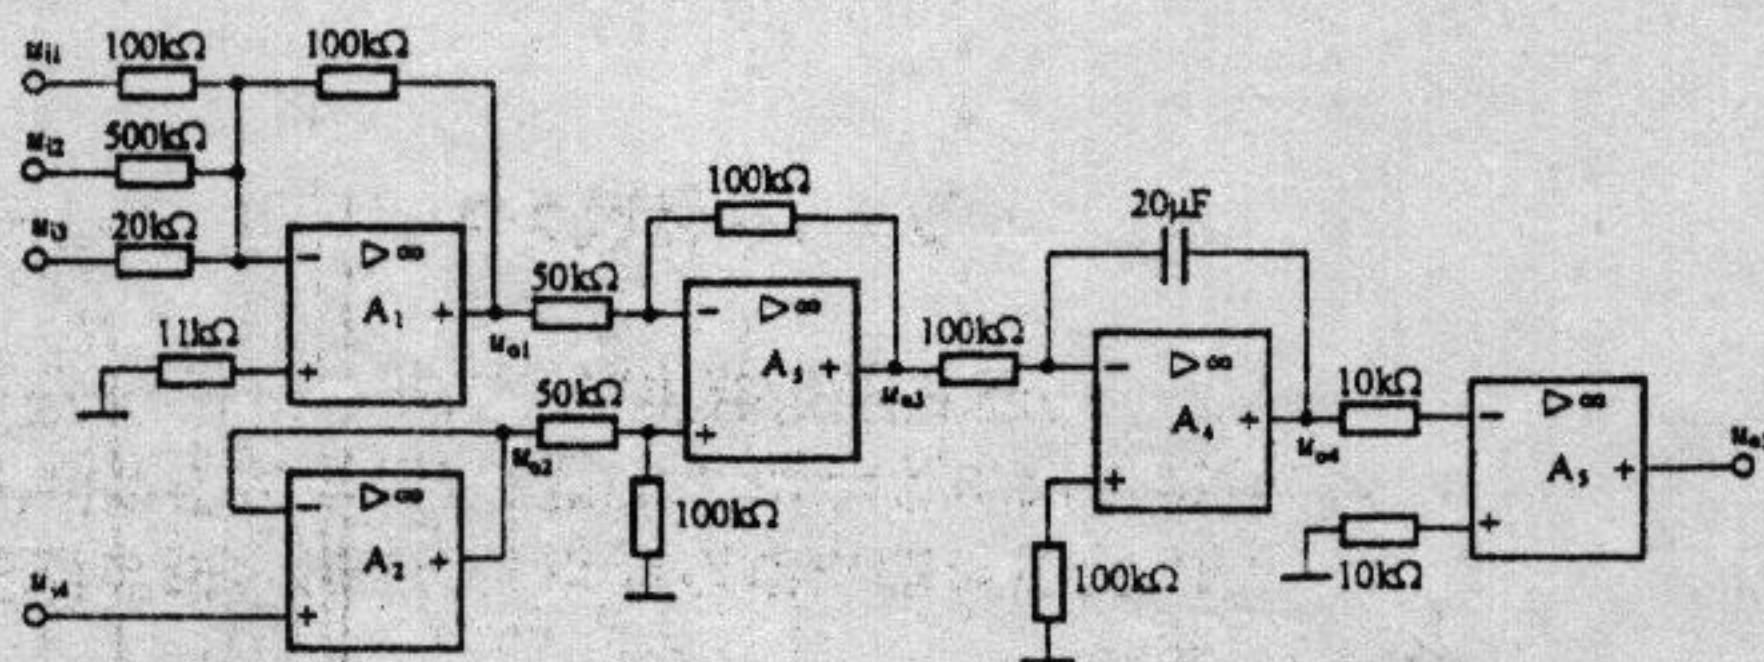 u_i1
100kΩ
100kΩ
u_i2
500kΩ
u_i3
20kΩ
- ▷∞
A₁ +
+
11kΩ
u_o1
50kΩ
100kΩ
- ▷∞
A₃ +
+
50kΩ
u_o2
100kΩ
- ▷∞
A₂ +
+
u_i4
u_o3
100kΩ
20μF
- ▷∞
A₄ +
+
100kΩ
u_o4
10kΩ
- ▷∞
A₅ +
+
10kΩ